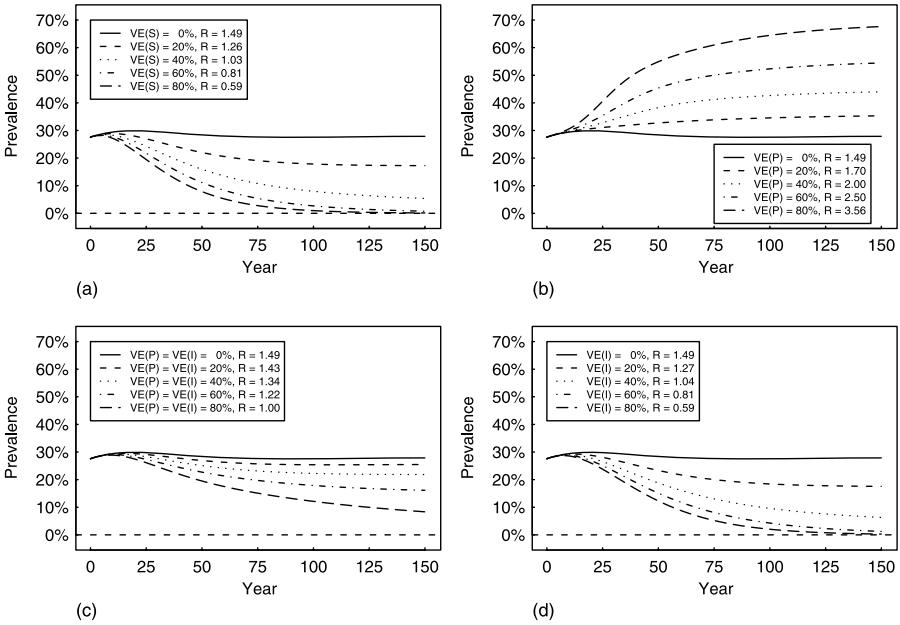 70%
60%
50%
40%
30%
20%
10%
0%
Prevalence
VE(S) = 0%, R = 1.49
VE(S) = 20%, R = 1.26
VE(S) = 40%, R = 1.03
VE(S) = 60%, R = 0.81
VE(S) = 80%, R = 0.59
0 25 50 75 100 125 150
Year
(a)
70%
60%
50%
40%
30%
20%
10%
0%
Prevalence
VE(P) = 0%, R = 1.49
VE(P) = 20%, R = 1.70
VE(P) = 40%, R = 2.00
VE(P) = 60%, R = 2.50
VE(P) = 80%, R = 3.56
0 25 50 75 100 125 150
Year
(b)
70%
60%
50%
40%
30%
20%
10%
0%
Prevalence
VE(P) = VE(I) = 0%, R = 1.49
VE(P) = VE(I) = 20%, R = 1.43
VE(P) = VE(I) = 40%, R = 1.34
VE(P) = VE(I) = 60%, R = 1.22
VE(P) = VE(I) = 80%, R = 1.00
0 25 50 75 100 125 150
Year
(c)
70%
60%
50%
40%
30%
20%
10%
0%
Prevalence
VE(I) = 0%, R = 1.49
VE(I) = 20%, R = 1.27
VE(I) = 40%, R = 1.04
VE(I) = 60%, R = 0.81
VE(I) = 80%, R = 0.59
0 25 50 75 100 125 150
Year
(d)